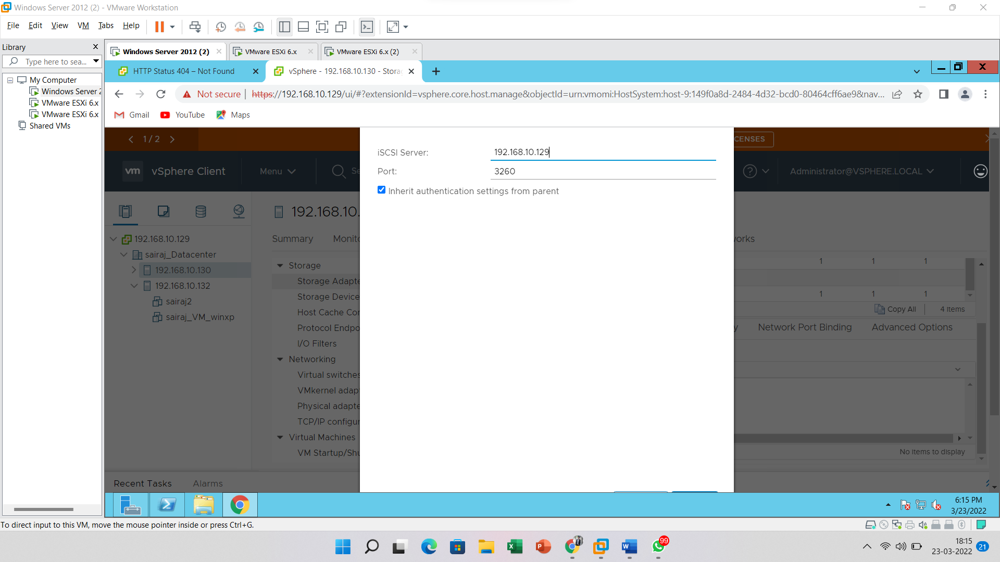 Windows Server 2012 (2) - VMware Workstation
File Edit View VM Tabs Help
Library
Type here to sea...
My Computer
Windows Server 2
VMware ESXi 6.x
VMware ESXi 6.x
Shared VMs
Windows Server 2012 (2) VMware ESXi 6.x VMware ESXi 6.x (2)
HTTP Status 404 – Not Found vSphere - 192.168.10.130 - Stora
Not secure https://192.168.10.129/ui/#?extensionId=vsphere.core.host.manage&objectId=urn:vmomi:HostSystem:host-9:149f0a8d-2484-4d32-bcd0-80464cff6ae9&nav...
Gmail YouTube Maps
1 / 2 CENSES
vm vSphere Client Menu Se Administrator@VSPHERE.LOCAL
iSCSI Server: 192.168.10.129
Port: 3260
Inherit authentication settings from parent
192.168.10.
192.168.10.129
sairaj_Datacenter
192.168.10.130
192.168.10.132
sairaj2
sairaj_VM_winxp
Summary Monito works
Storage
Storage Adapte
Storage Device
Host Cache Cor
Protocol Endpo
I/O Filters
Networking
Virtual switches
VMkernel adap
Physical adapte
TCP/IP configur
Virtual Machines
VM Startup/Shu
1 1 1
1 1 1
Copy All 4 items
y Network Port Binding Advanced Options
No items to display
Recent Tasks Alarms
6:15 PM
3/23/2022
To direct input to this VM, move the mouse pointer inside or press Ctrl+G.
99
18:15
23-03-2022
21